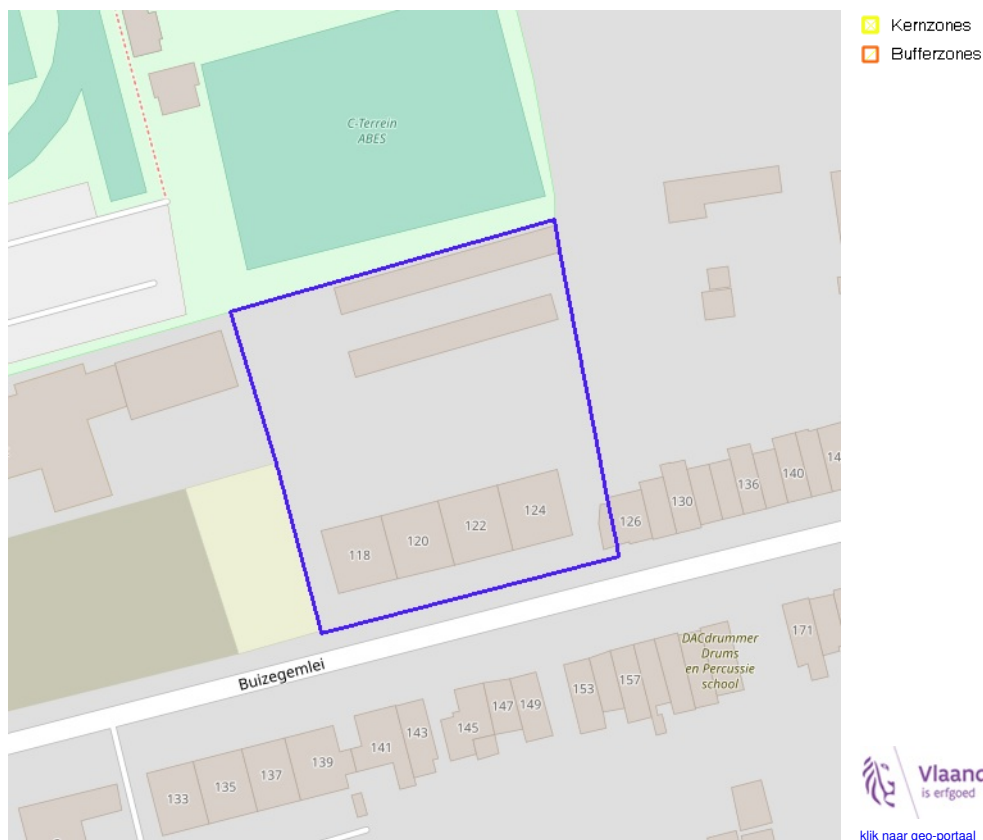 Kernzones
Bufferzones
C-Terrein
ABES
118
120
122
124
126
130
136
140
14
Buizegemlei
DACdrummer
Drums
en Percussie
school
171
153
157
147
149
145
143
141
139
137
135
133
Vlaand
is erfgoed
klik naar geo-portaal